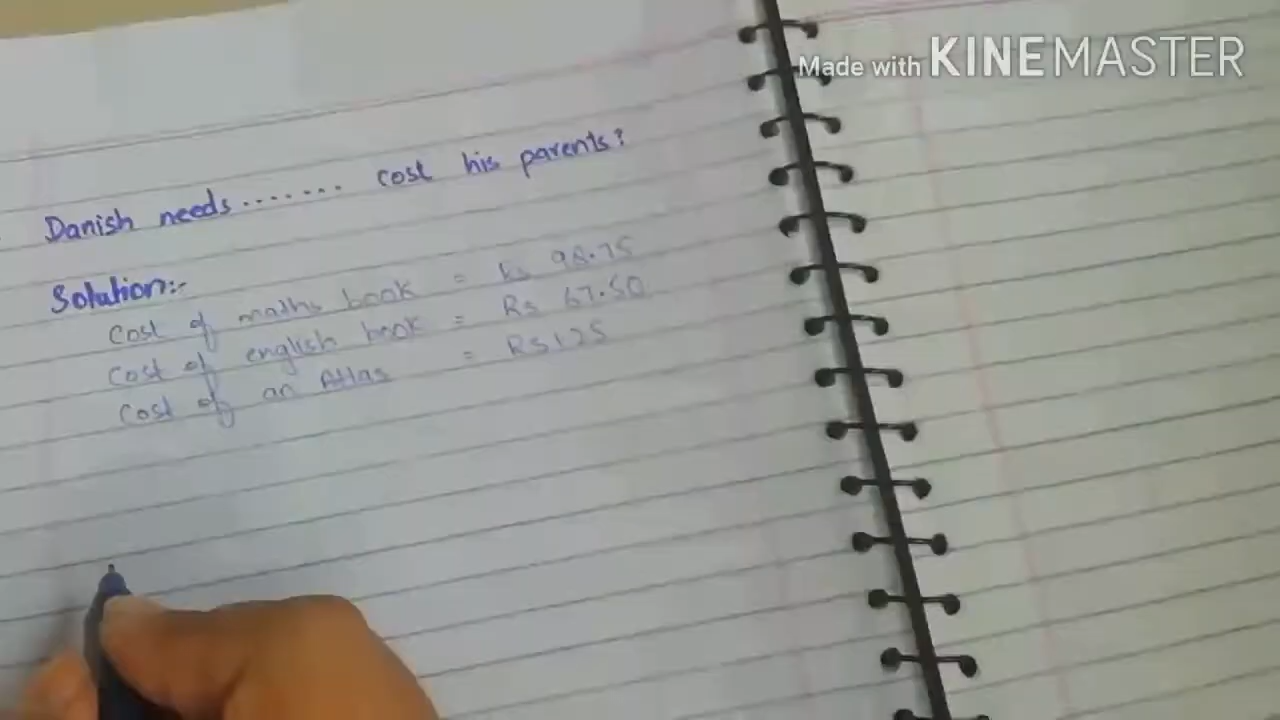 Made with KINEMASTER
Danish needs....... cost his parents?
Solution:-
Cost of maths book = Rs 98.75
Cost of english book = Rs 67.50
Cost of an Atlas = Rs 125